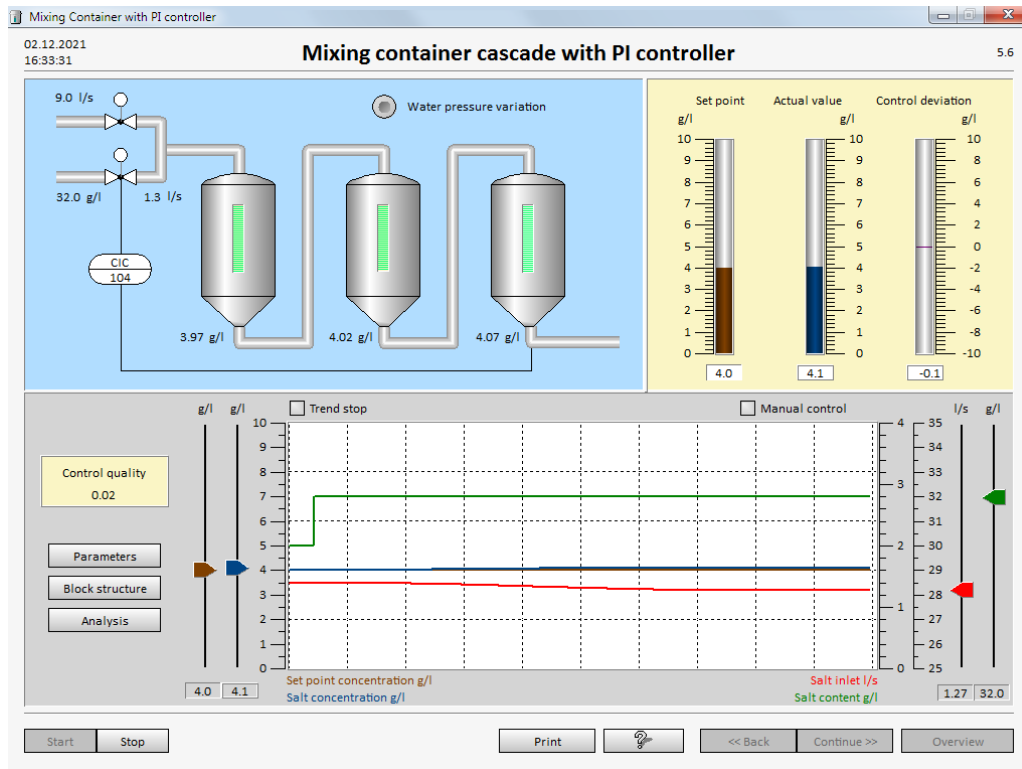 Mixing Container with PI controller
02.12.2021
16:33:31
Mixing container cascade with PI controller
5.6
9.0 l/s
Water pressure variation
32.0 g/l 1.3 l/s
CIC
104
3.97 g/l 4.02 g/l 4.07 g/l
Set point Actual value Control deviation
g/l g/l g/l
10 10 10
9 9 8
8 8 6
7 7 4
6 6 2
5 5 0
4 4 -2
3 3 -4
2 2 -6
1 1 -8
0 0 -10
4.0 4.1 -0.1
g/l g/l Trend stop Manual control l/s g/l
10 4 35
9 34
8 33
7 3 32
6 31
5 2 30
4 29
3 1 28
2 27
1 26
0 0 25
Control quality
0.02
Parameters
Block structure
Analysis
4.0 4.1
Set point concentration g/l Salt inlet l/s
Salt concentration g/l Salt content g/l
1.27 32.0
Start Stop Print ? << Back Continue >> Overview